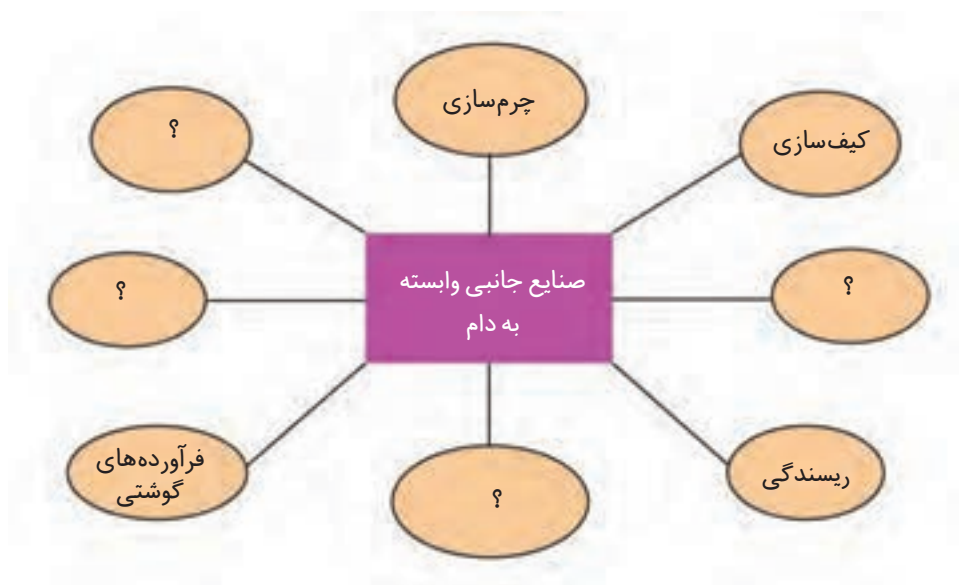 چرم‌سازی
؟
کیف‌سازی
صنایع جانبی وابسته
به دام
؟
؟
فرآورده‌های
گوشتی
ریسندگی
؟